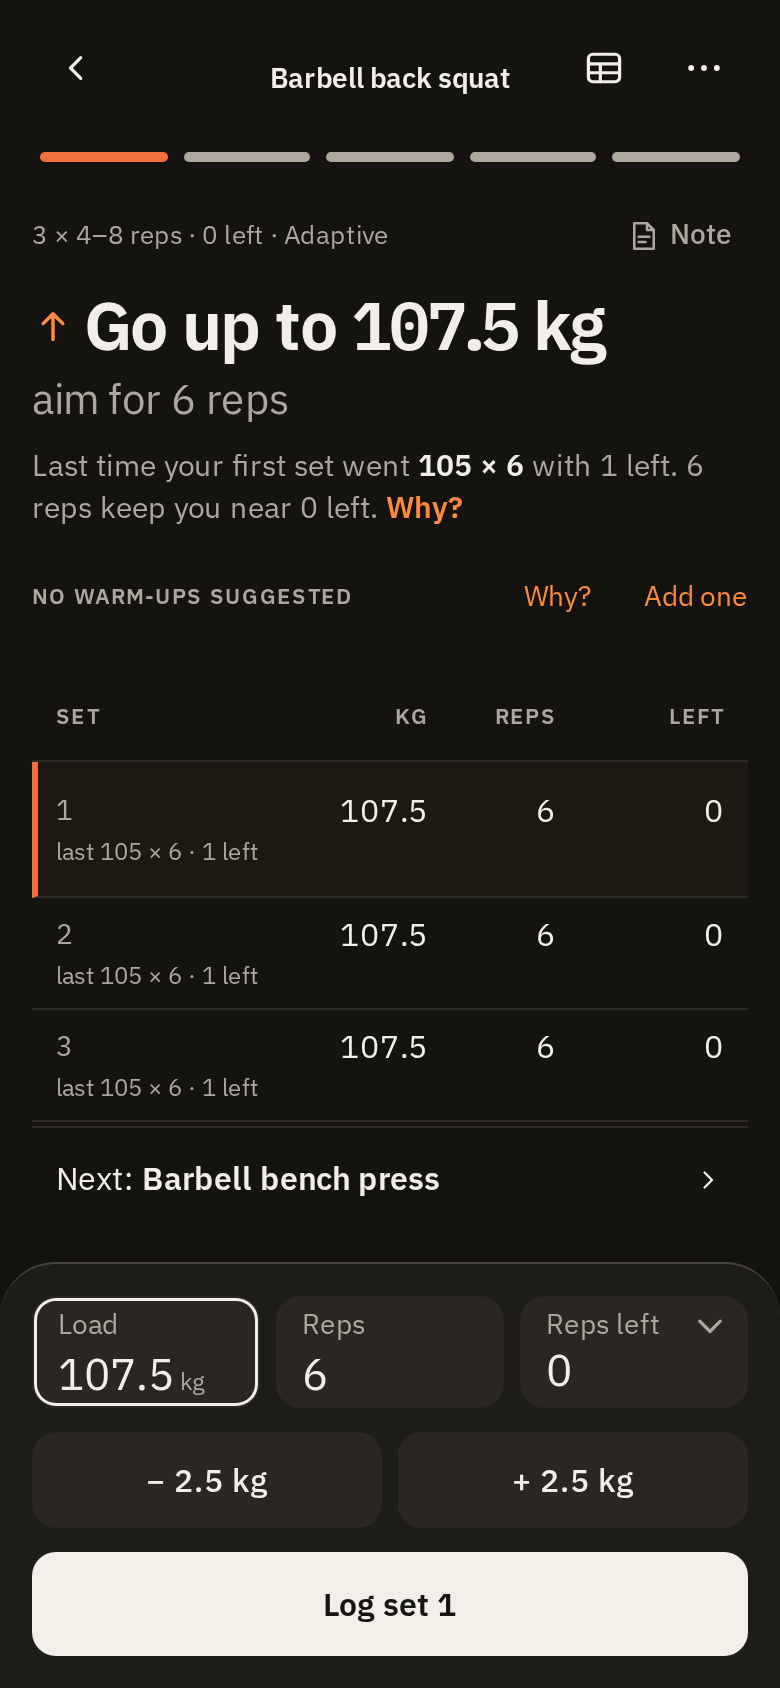 Barbell back squat
3 × 4–8 reps · 0 left · Adaptive
Note
↑ Go up to 107.5 kg
aim for 6 reps
Last time your first set went 105 × 6 with 1 left. 6
reps keep you near 0 left. Why?
NO WARM-UPS SUGGESTED Why? Add one
SET KG REPS LEFT
1 107.5 6 0
last 105 × 6 · 1 left
2 107.5 6 0
last 105 × 6 · 1 left
3 107.5 6 0
last 105 × 6 · 1 left
Next: Barbell bench press
Load Reps Reps left
107.5 kg 6 0
− 2.5 kg + 2.5 kg
Log set 1